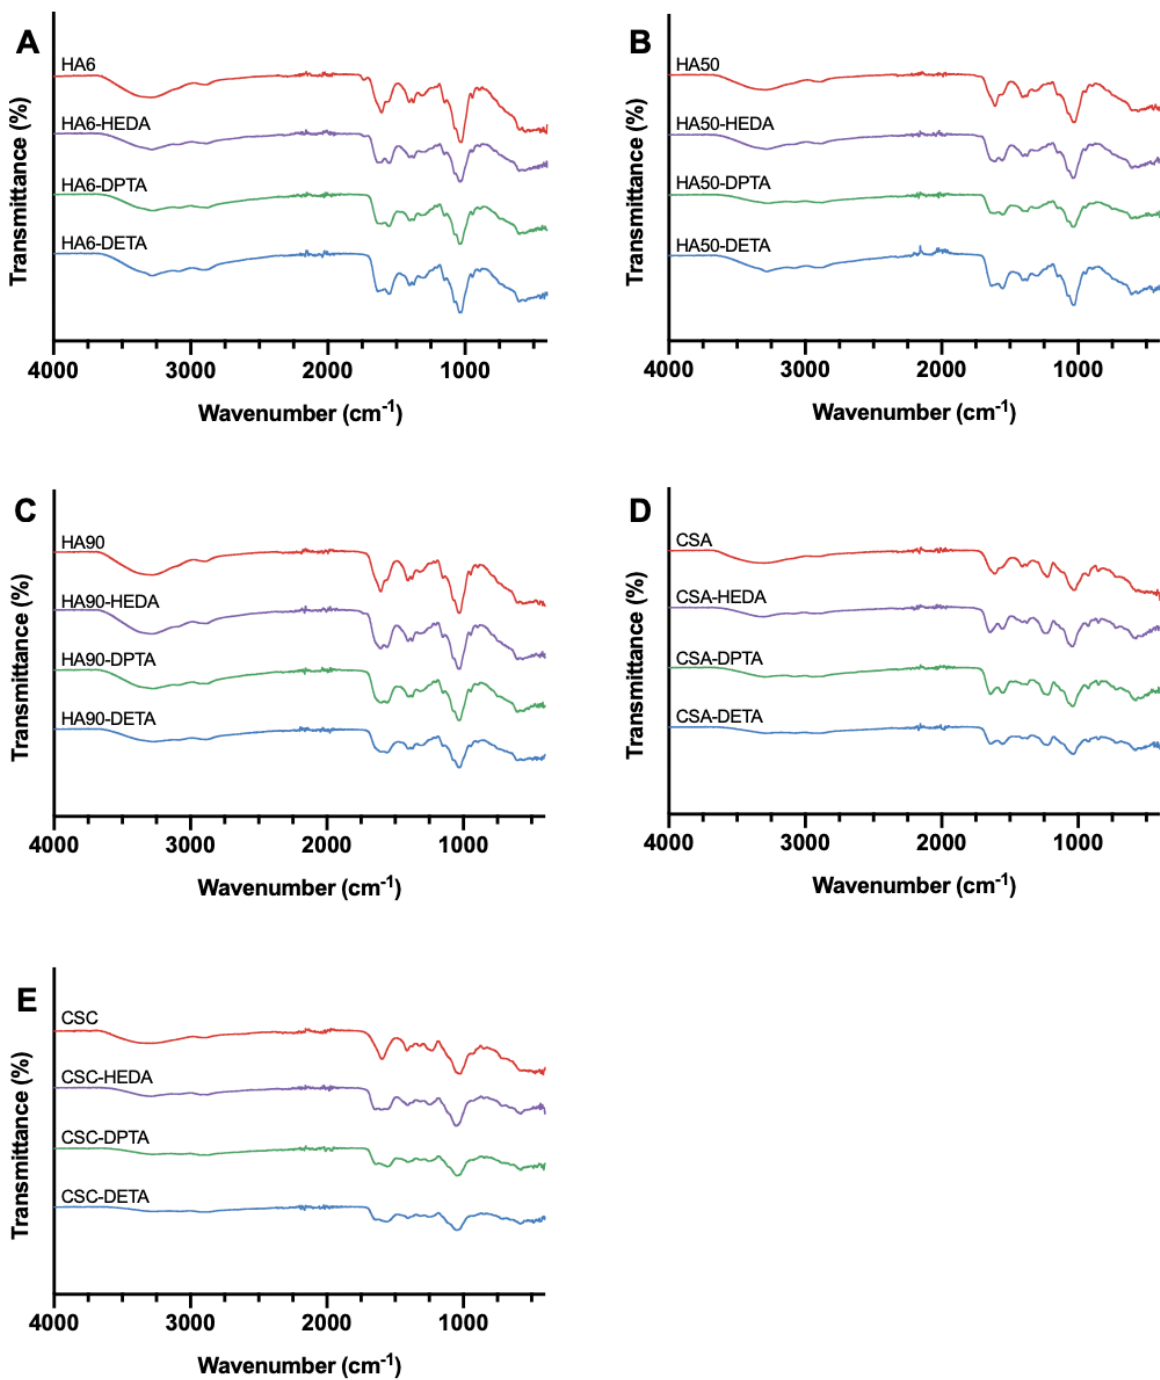 A
HA6
HA6-HEDA
HA6-DPTA
HA6-DETA
Transmittance (%)
4000 3000 2000 1000
Wavenumber (cm-1)
B
HA50
HA50-HEDA
HA50-DPTA
HA50-DETA
Transmittance (%)
4000 3000 2000 1000
Wavenumber (cm-1)
C
HA90
HA90-HEDA
HA90-DPTA
HA90-DETA
Transmittance (%)
4000 3000 2000 1000
Wavenumber (cm-1)
D
CSA
CSA-HEDA
CSA-DPTA
CSA-DETA
Transmittance (%)
4000 3000 2000 1000
Wavenumber (cm-1)
E
CSC
CSC-HEDA
CSC-DPTA
CSC-DETA
Transmittance (%)
4000 3000 2000 1000
Wavenumber (cm-1)